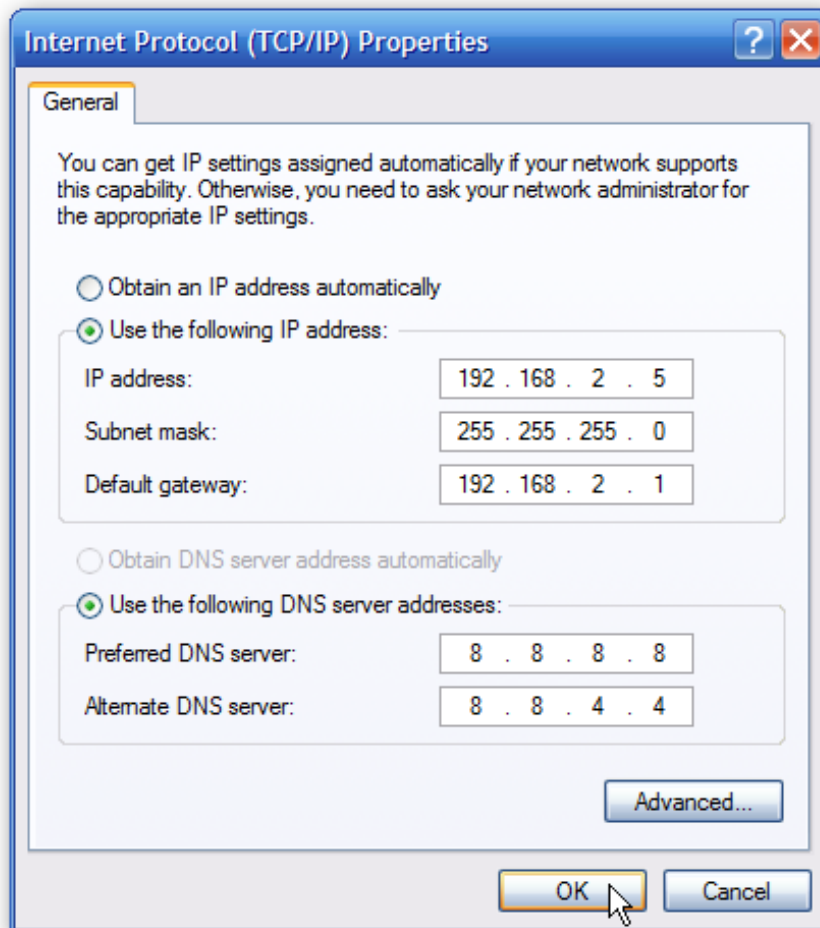 Internet Protocol (TCP/IP) Properties
?
General
You can get IP settings assigned automatically if your network supports
this capability. Otherwise, you need to ask your network administrator for
the appropriate IP settings.
Obtain an IP address automatically
Use the following IP address:
IP address: 192 . 168 . 2 . 5
Subnet mask: 255 . 255 . 255 . 0
Default gateway: 192 . 168 . 2 . 1
Obtain DNS server address automatically
Use the following DNS server addresses:
Preferred DNS server: 8 . 8 . 8 . 8
Alternate DNS server: 8 . 8 . 4 . 4
Advanced...
OK Cancel